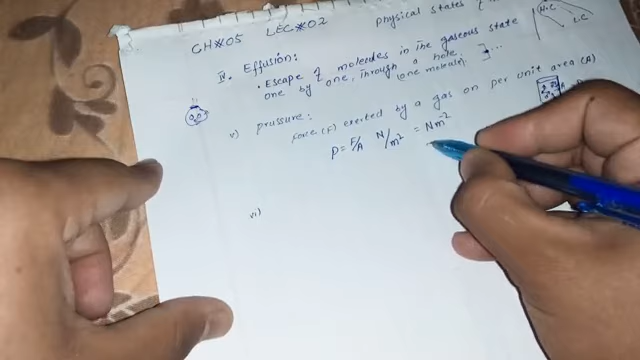 CH#05 LEC#02 Physical states
H.C
L.C
IV. Effusion:
• Escape of molecules in the gaseous state
one by one, through a hole.
(one molecule)
v) pressure:
Force (F) exerted by a gas on per unit area (A)
P = F/A N/m² = Nm⁻²
vi)